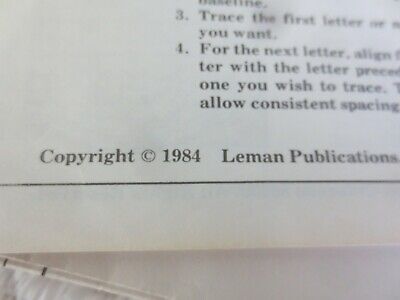 baseline.
3. Trace the first letter or
you want.
4. For the next letter, align
ter with the letter
one you wish to trace.
allow consistent spacing
Copyright © 1984 Leman Publications